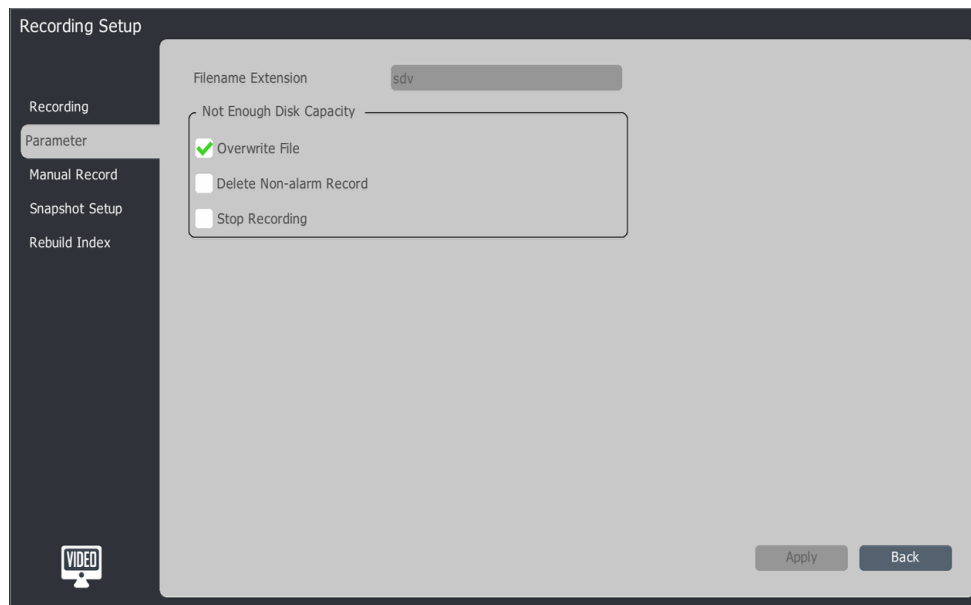 Recording Setup
Filename Extension sdv
Recording
Not Enough Disk Capacity
Parameter
Overwrite File
Manual Record
Delete Non-alarm Record
Snapshot Setup
Stop Recording
Rebuild Index
VIDEO
Apply Back